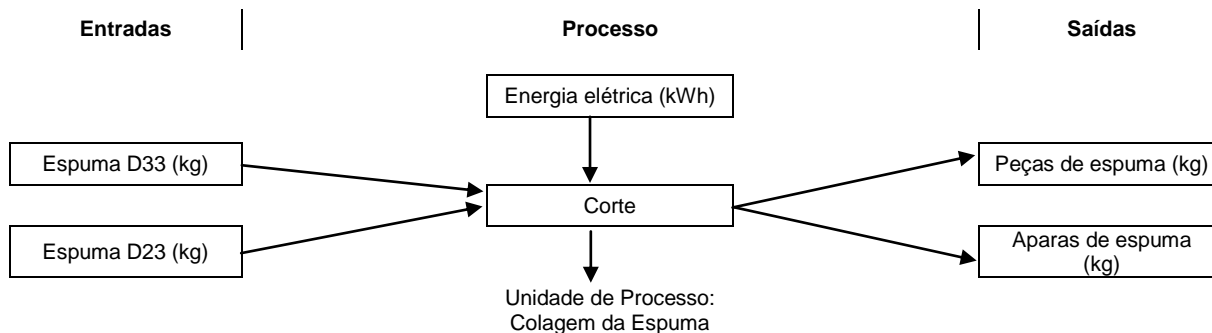 Entradas
Processo
Saídas
Energia elétrica (kWh)
Espuma D33 (kg)
Peças de espuma (kg)
Corte
Espuma D23 (kg)
Aparas de espuma
(kg)
Unidade de Processo:
Colagem da Espuma